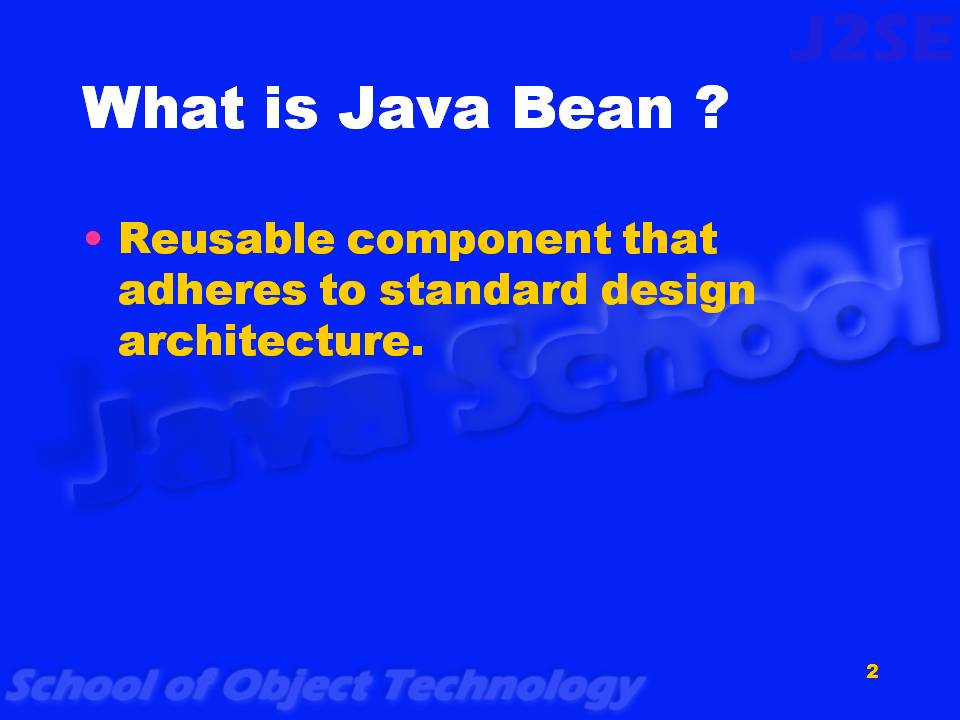 J2SE
What is Java Bean ?
• Reusable component that
adheres to standard design
architecture.
Java School
School of Object Technology
2